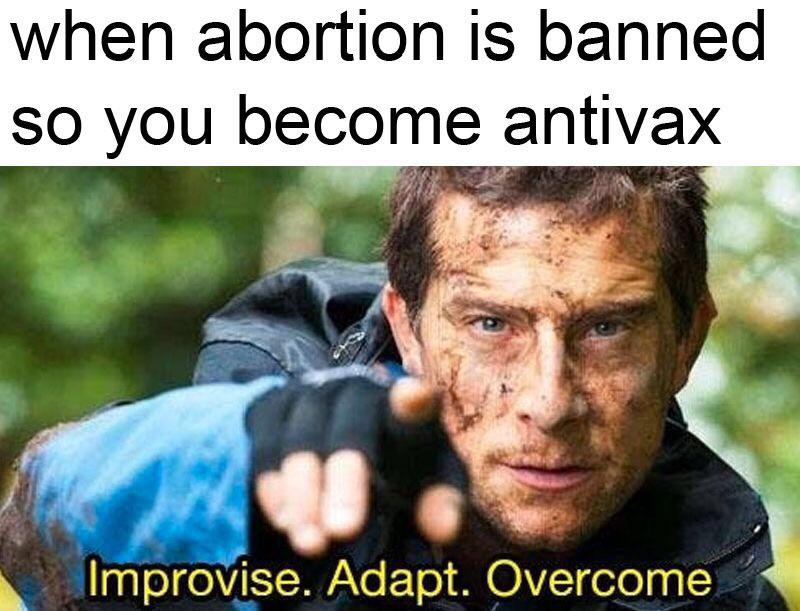 when abortion is banned
so you become antivax
Improvise. Adapt. Overcome